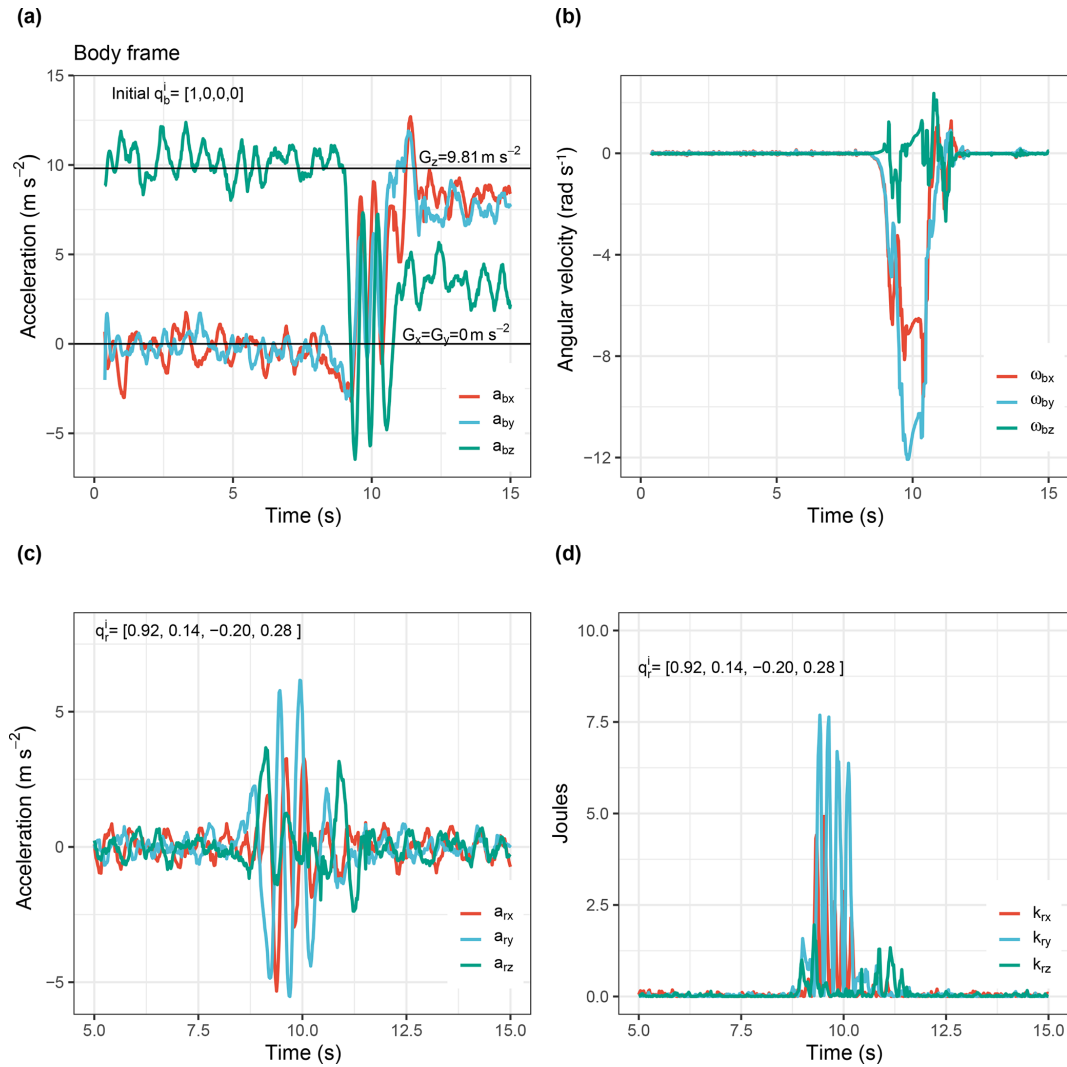 (a)
Body frame
Initial qᵢb= [1,0,0,0]
G_z=9.81 m s⁻²
G_x=G_y=0 m s⁻²
a_bx
a_by
a_bz
15
10
5
0
−5
Acceleration (m s⁻²)
0
5
10
15
Time (s)
(b)
0
−4
−8
−12
Angular velocity (rad s⁻¹)
ω_bx
ω_by
ω_bz
0
5
10
15
Time (s)
(c)
q_r^i= [0.92, 0.14, −0.20, 0.28 ]
5
0
−5
Acceleration (m s⁻²)
a_rx
a_ry
a_rz
5.0
7.5
10.0
12.5
15.0
Time (s)
(d)
q_r^i= [0.92, 0.14, −0.20, 0.28 ]
10.0
7.5
5.0
2.5
0.0
Joules
k_rx
k_ry
k_rz
5.0
7.5
10.0
12.5
15.0
Time (s)